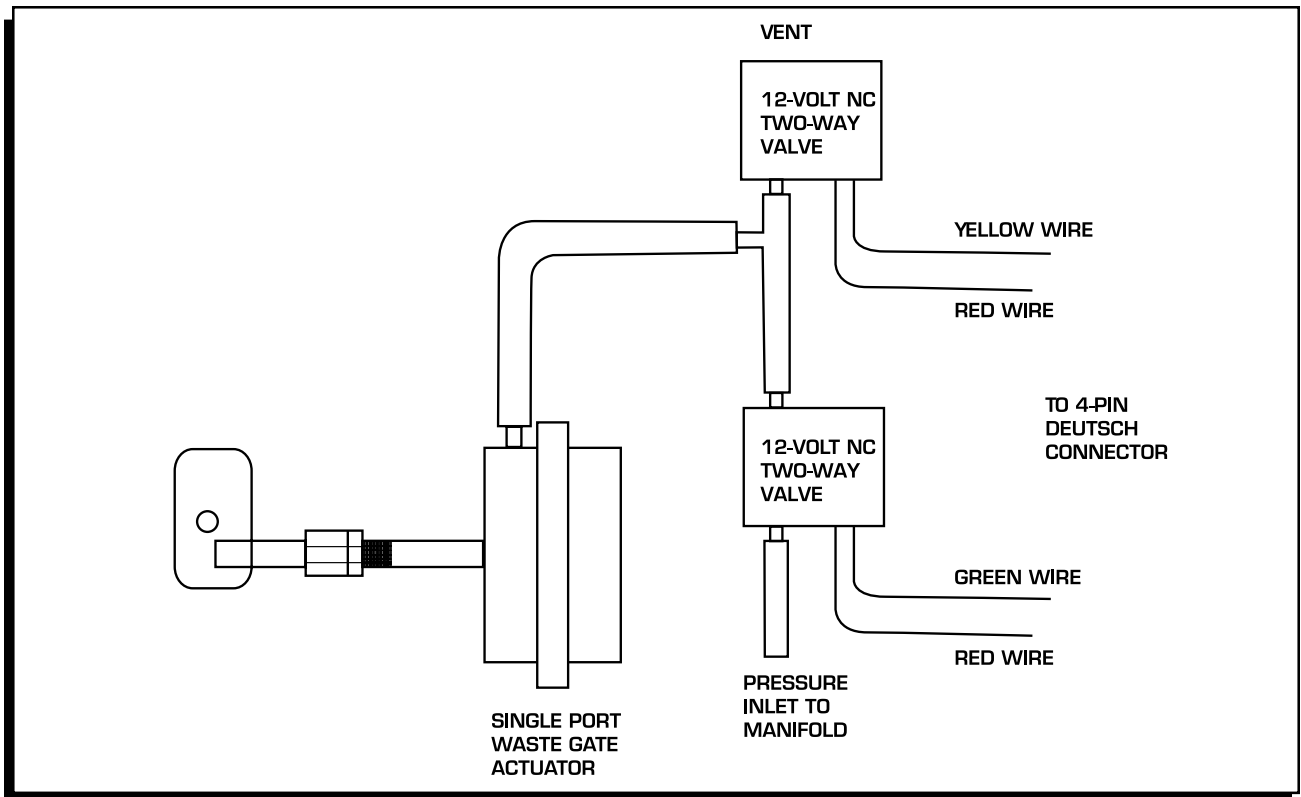 VENT
12-VOLT NC
TWO-WAY
VALVE
YELLOW WIRE
RED WIRE
TO 4-PIN
DEUTSCH
CONNECTOR
12-VOLT NC
TWO-WAY
VALVE
GREEN WIRE
RED WIRE
PRESSURE
INLET TO
MANIFOLD
SINGLE PORT
WASTE GATE
ACTUATOR